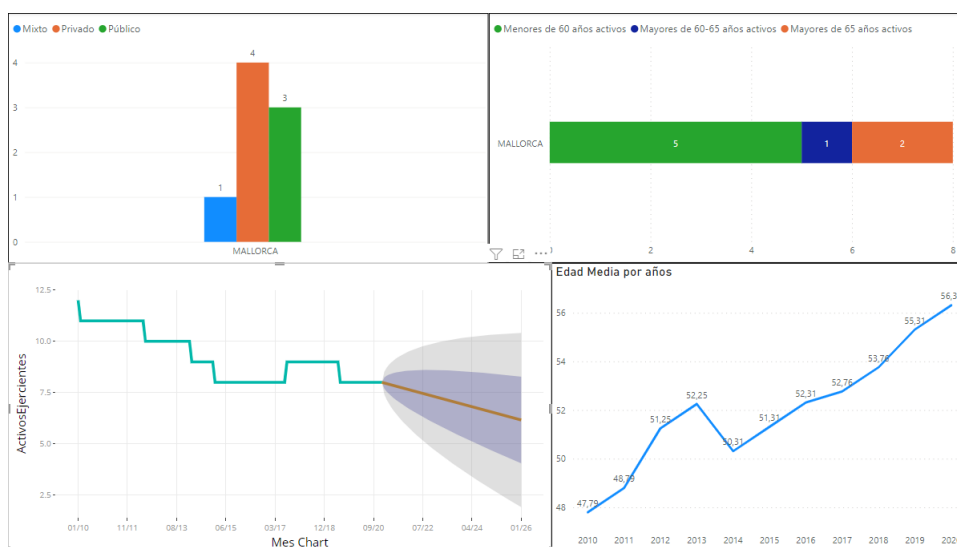 Mixto Privado Público
4
3
2
1
0
1
4
3
MALLORCA
Menores de 60 años activos Mayores de 60-65 años activos Mayores de 65 años activos
MALLORCA
5 1 2
2 4 6 8
12.5
10.0
7.5
5.0
2.5
ActivosEjercientes
01/10 11/11 08/13 06/15 03/17 12/18 09/20 07/22 04/24 01/26
Mes Chart
Edad Media por años
56
54
52
50
48
47,79
48,79
51,25
52,25
51,31
52,31
52,76
53,76
55,31
2010 2011 2012 2013 2014 2015 2016 2017 2018 2019